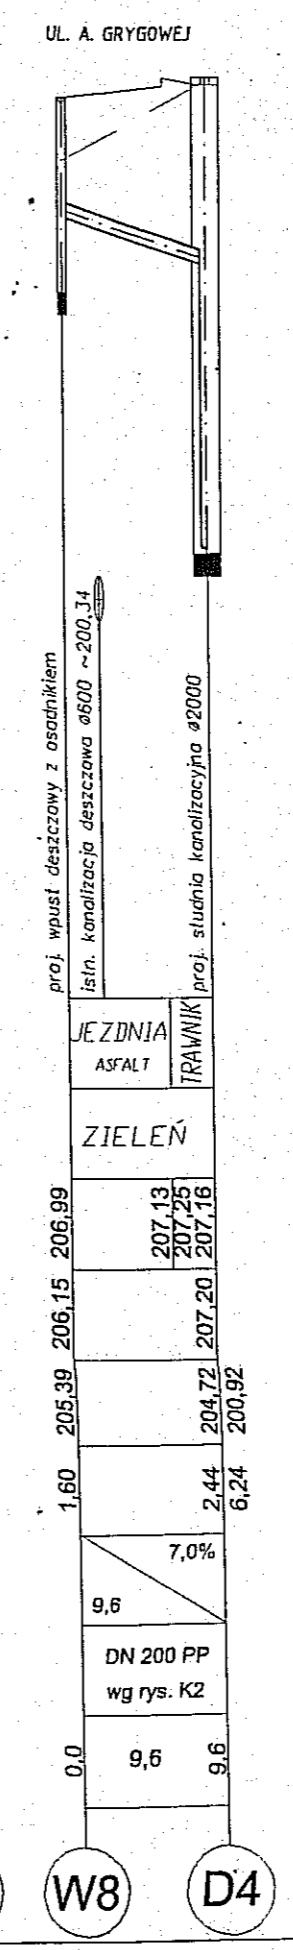 UL. A. GRYGOWEJ
proj. wpust deszczowy z osadnikiem
istn. kanalizacja deszczowa ø600 ~200,34
proj. studnia kanalizacyjna ø2000
JEZDNIA
ASFALT
TRAWNIK
ZIELEŃ
206,99
207,13
207,25
207,16
206,15
207,20
205,39
204,72
200,92
1,60
2,44
6,24
7,0%
9,6
DN 200 PP
wg rys. K2
0,0
9,6
9,6
W8
D4